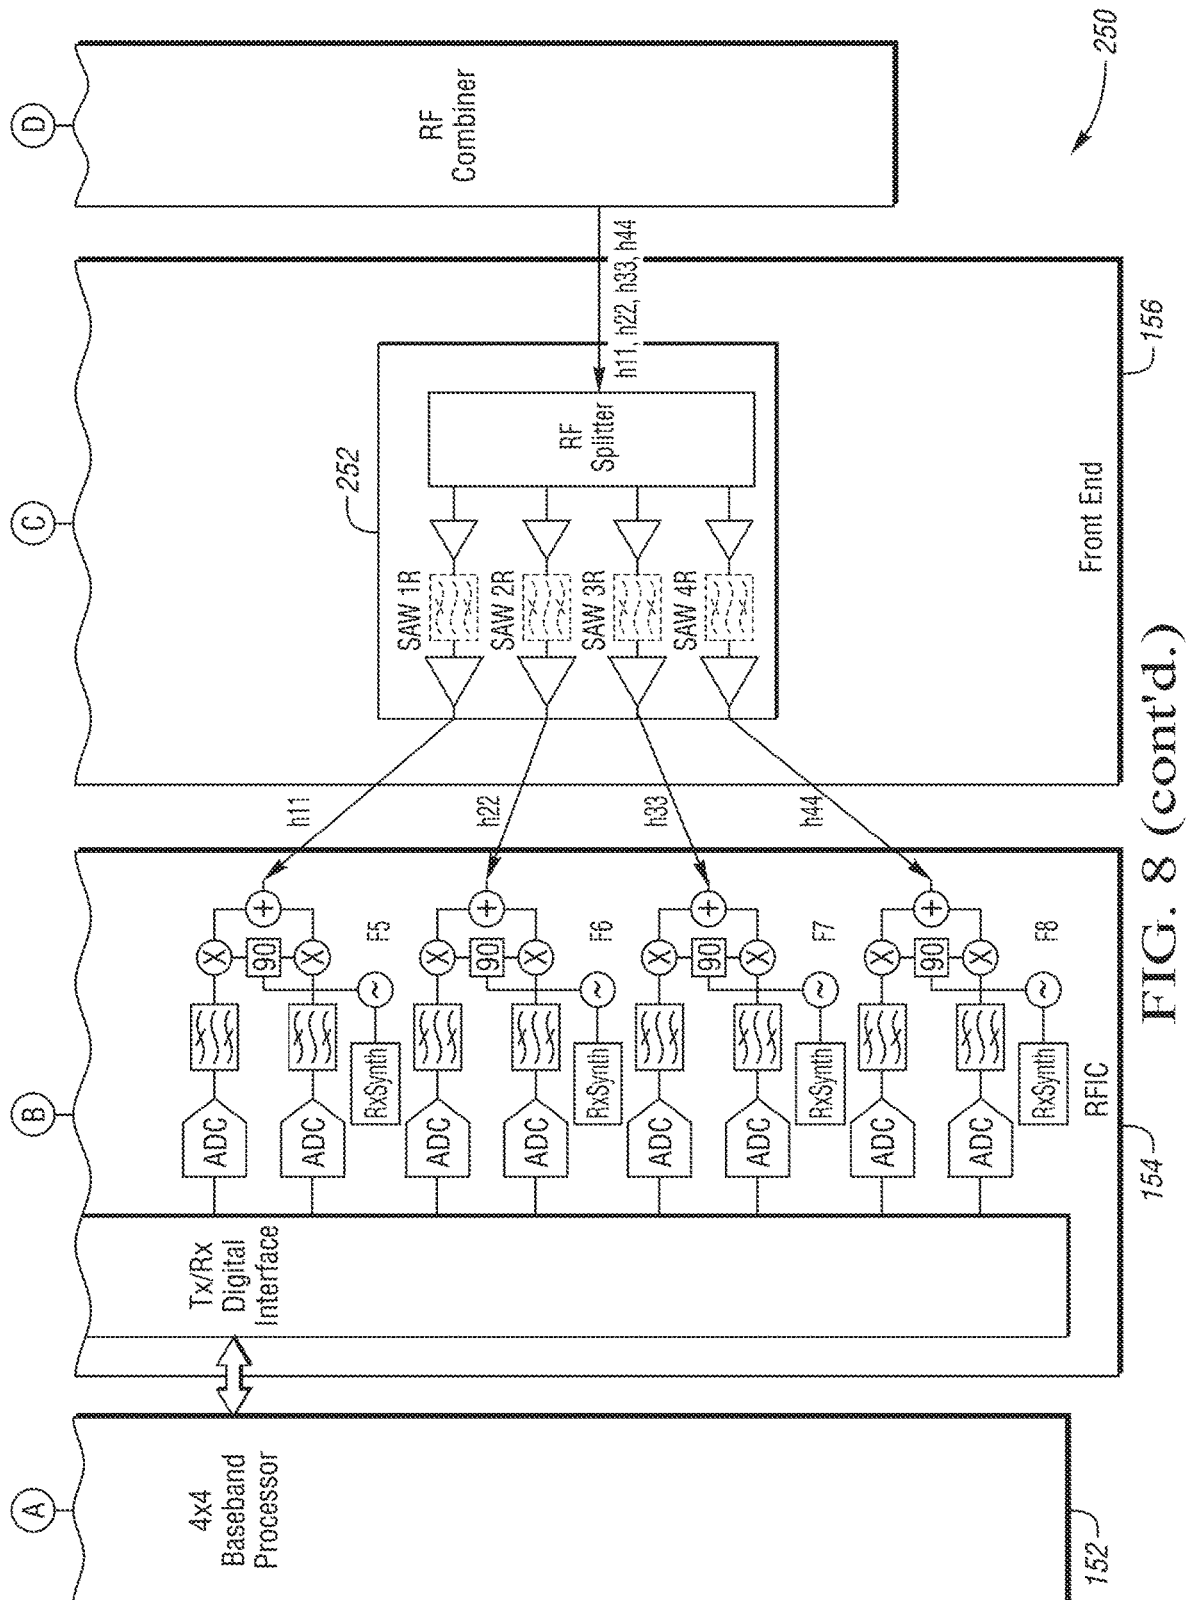 A
B
C
D
4x4
Baseband
Processor
152
Tx/Rx
Digital
Interface
ADC
ADC
RxSynth
90
X
X
+
~
F5
h11
ADC
ADC
RxSynth
90
X
X
+
~
F6
h22
ADC
ADC
RxSynth
90
X
X
+
~
F7
h33
ADC
ADC
RxSynth
90
X
X
+
~
F8
h44
RFIC
154
252
SAW 1R
SAW 2R
SAW 3R
SAW 4R
RF
Splitter
h11, h22, h33, h44
Front End
156
RF
Combiner
250
FIG. 8 (cont'd.)